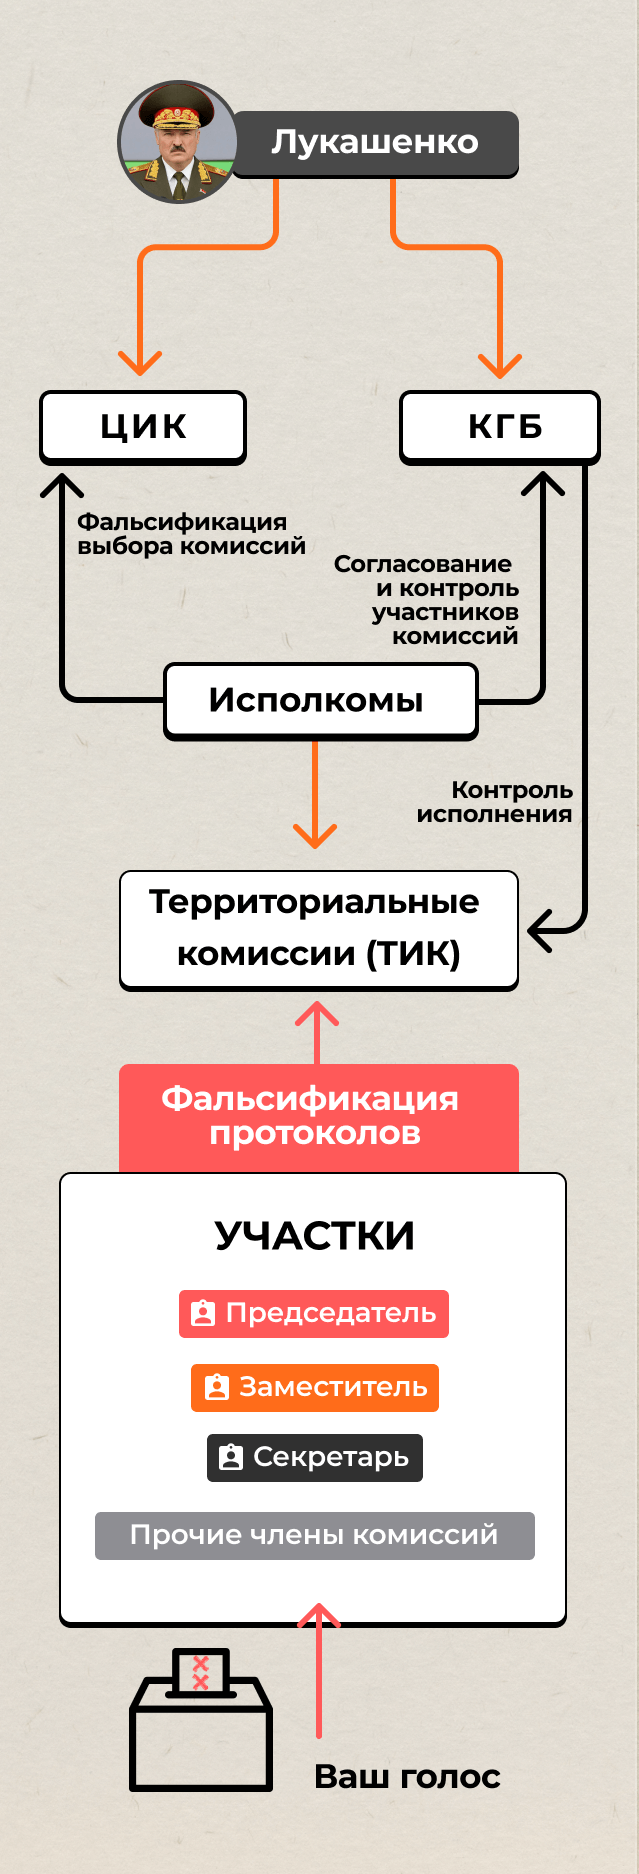 Лукашенко
ЦИК
КГБ
Фальсификация
выбора комиссий
Согласование
и контроль
участников
комиссий
Исполкомы
Контроль
исполнения
Территориальные
комиссии (ТИК)
Фальсификация
протоколов
УЧАСТКИ
Председатель
Заместитель
Секретарь
Прочие члены комиссий
Ваш голос